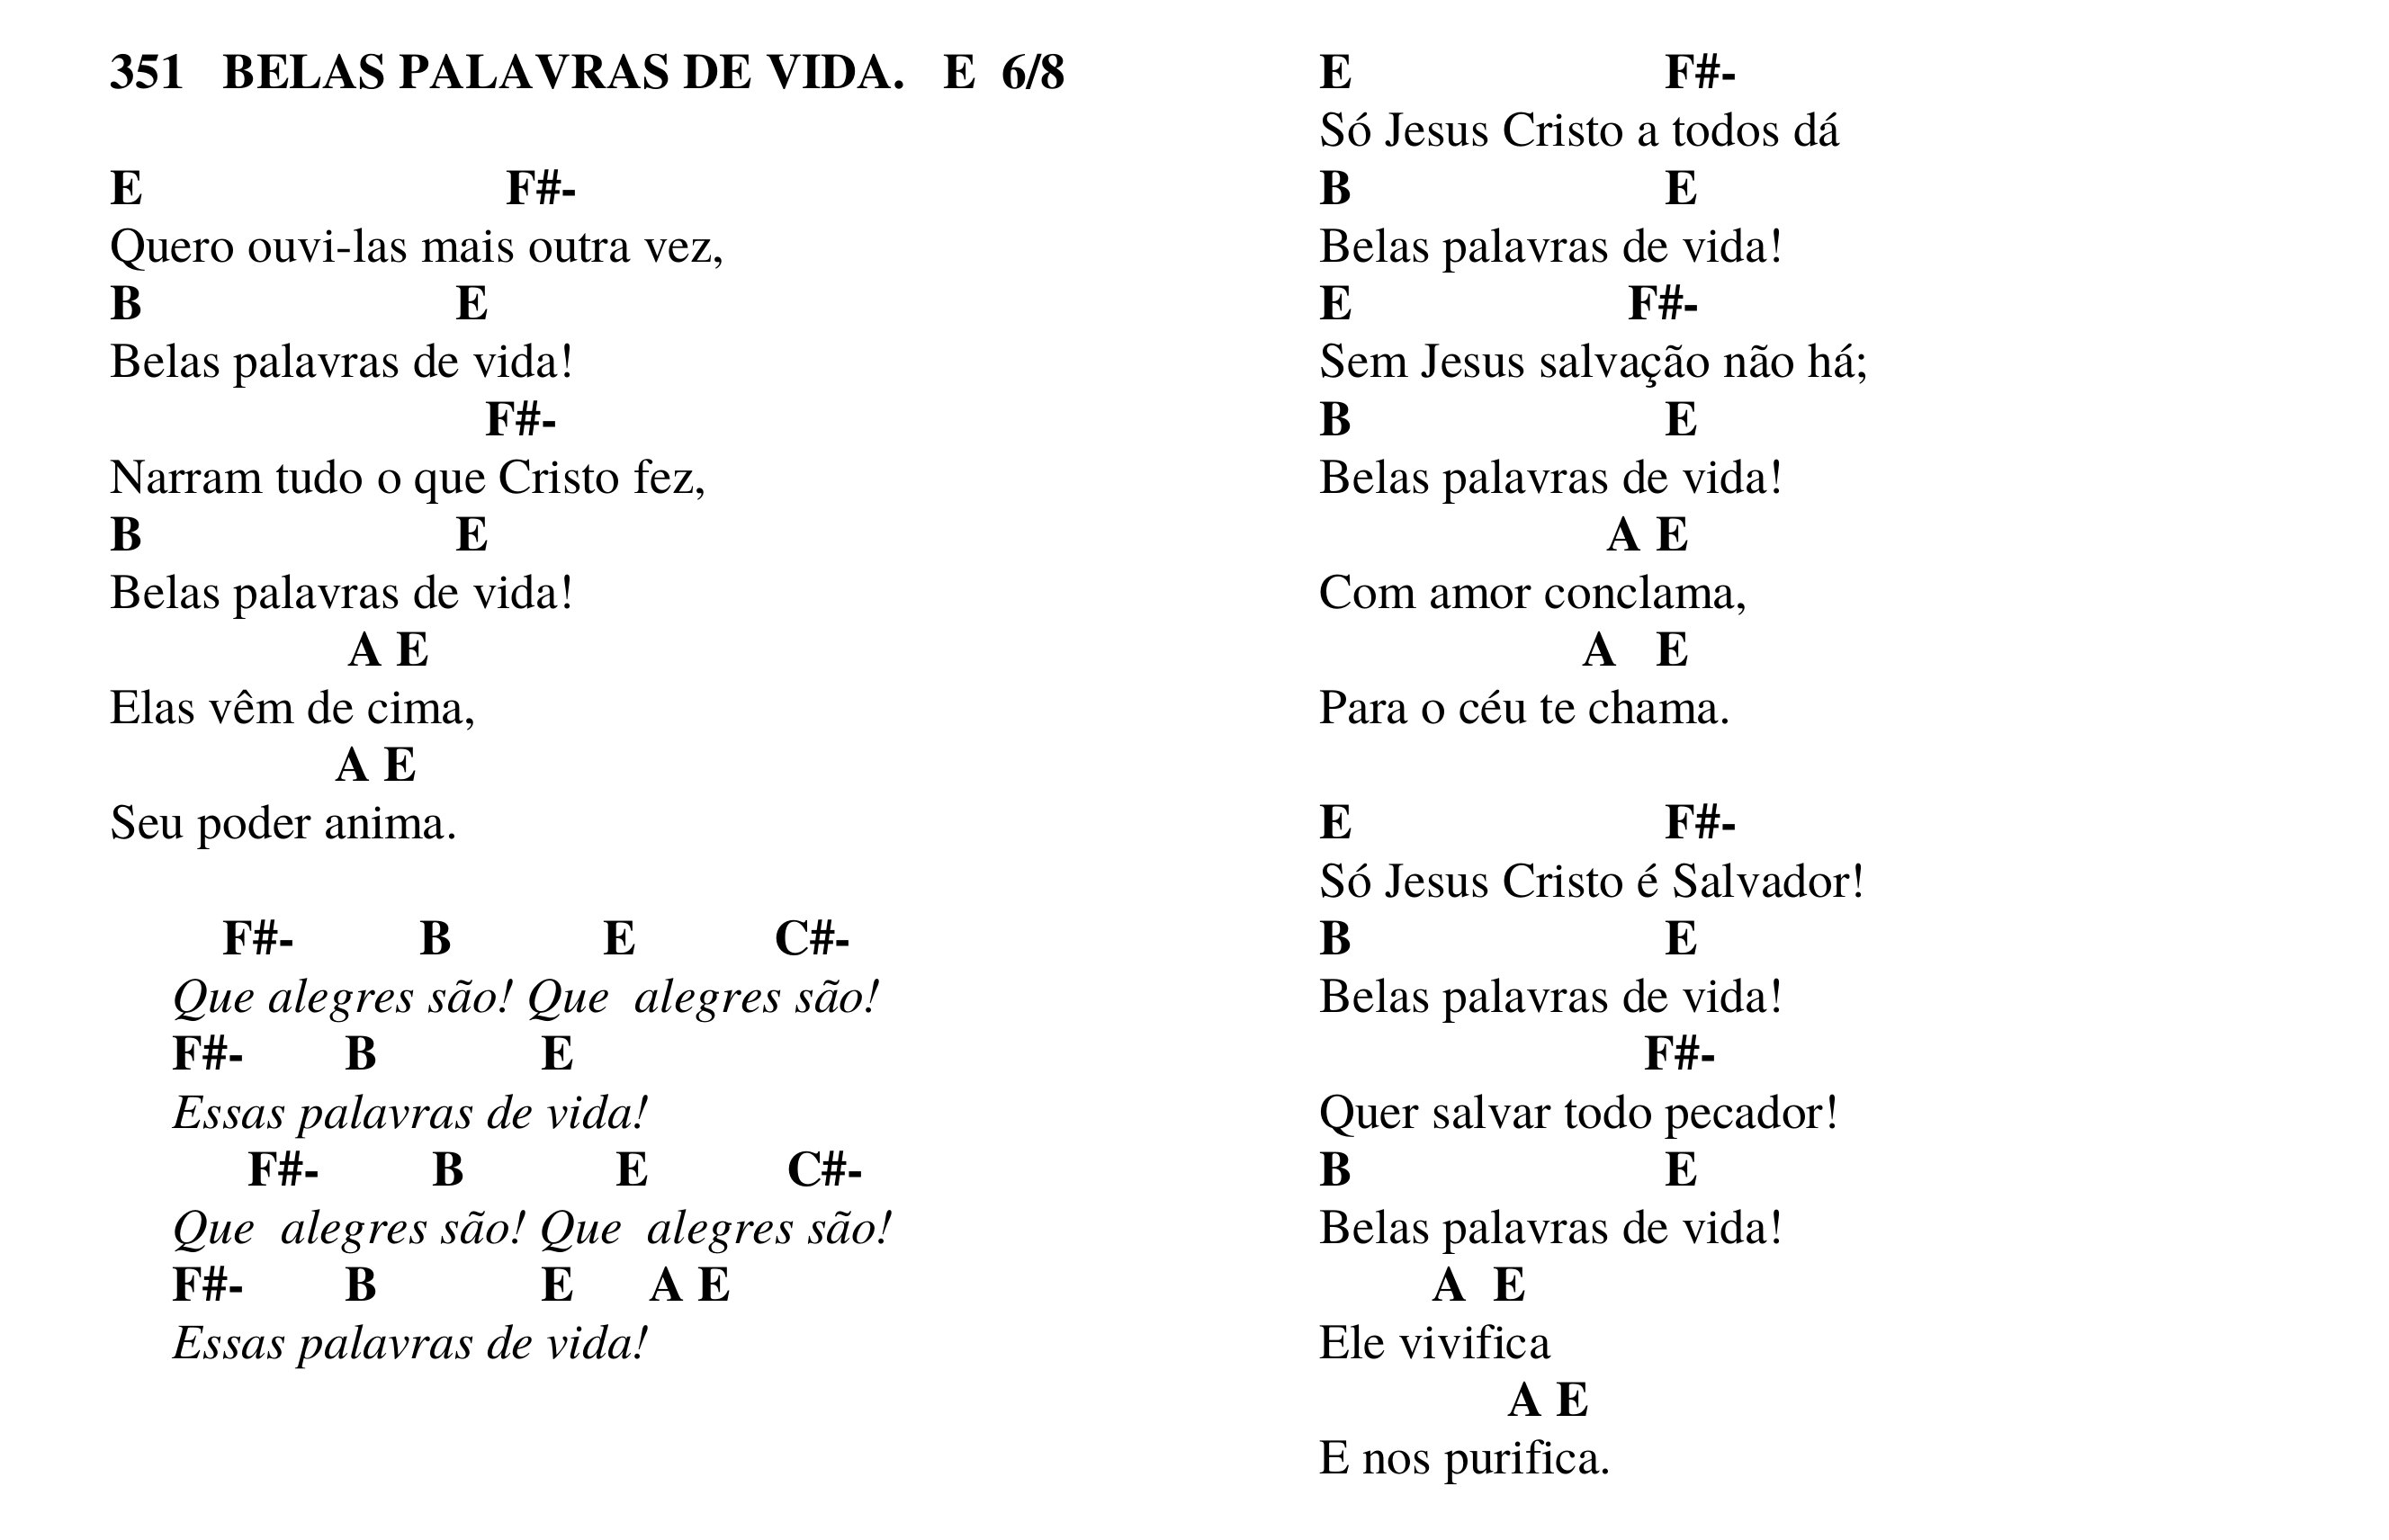 351   BELAS PALAVRAS DE VIDA.   E  6/8
E                             F#-
Quero ouvi-las mais outra vez,
B                         E
Belas palavras de vida!
                              F#-
Narram tudo o que Cristo fez,
B                         E
Belas palavras de vida!
                   A E
Elas vêm de cima,
                  A E
Seu poder anima.
    F#-          B            E           C#-
Que alegres são! Que  alegres são!
F#-        B             E
Essas palavras de vida!
      F#-         B            E           C#-
Que  alegres são! Que  alegres são!
F#-        B             E      A E
Essas palavras de vida!
E                         F#-
Só Jesus Cristo a todos dá
B                         E
Belas palavras de vida!
E                      F#-
Sem Jesus salvação não há;
B                         E
Belas palavras de vida!
                       A E
Com amor conclama,
                     A   E
Para o céu te chama.
E                         F#-
Só Jesus Cristo é Salvador!
B                         E
Belas palavras de vida!
                          F#-
Quer salvar todo pecador!
B                         E
Belas palavras de vida!
         A  E
Ele vivifica
               A E
E nos purifica.